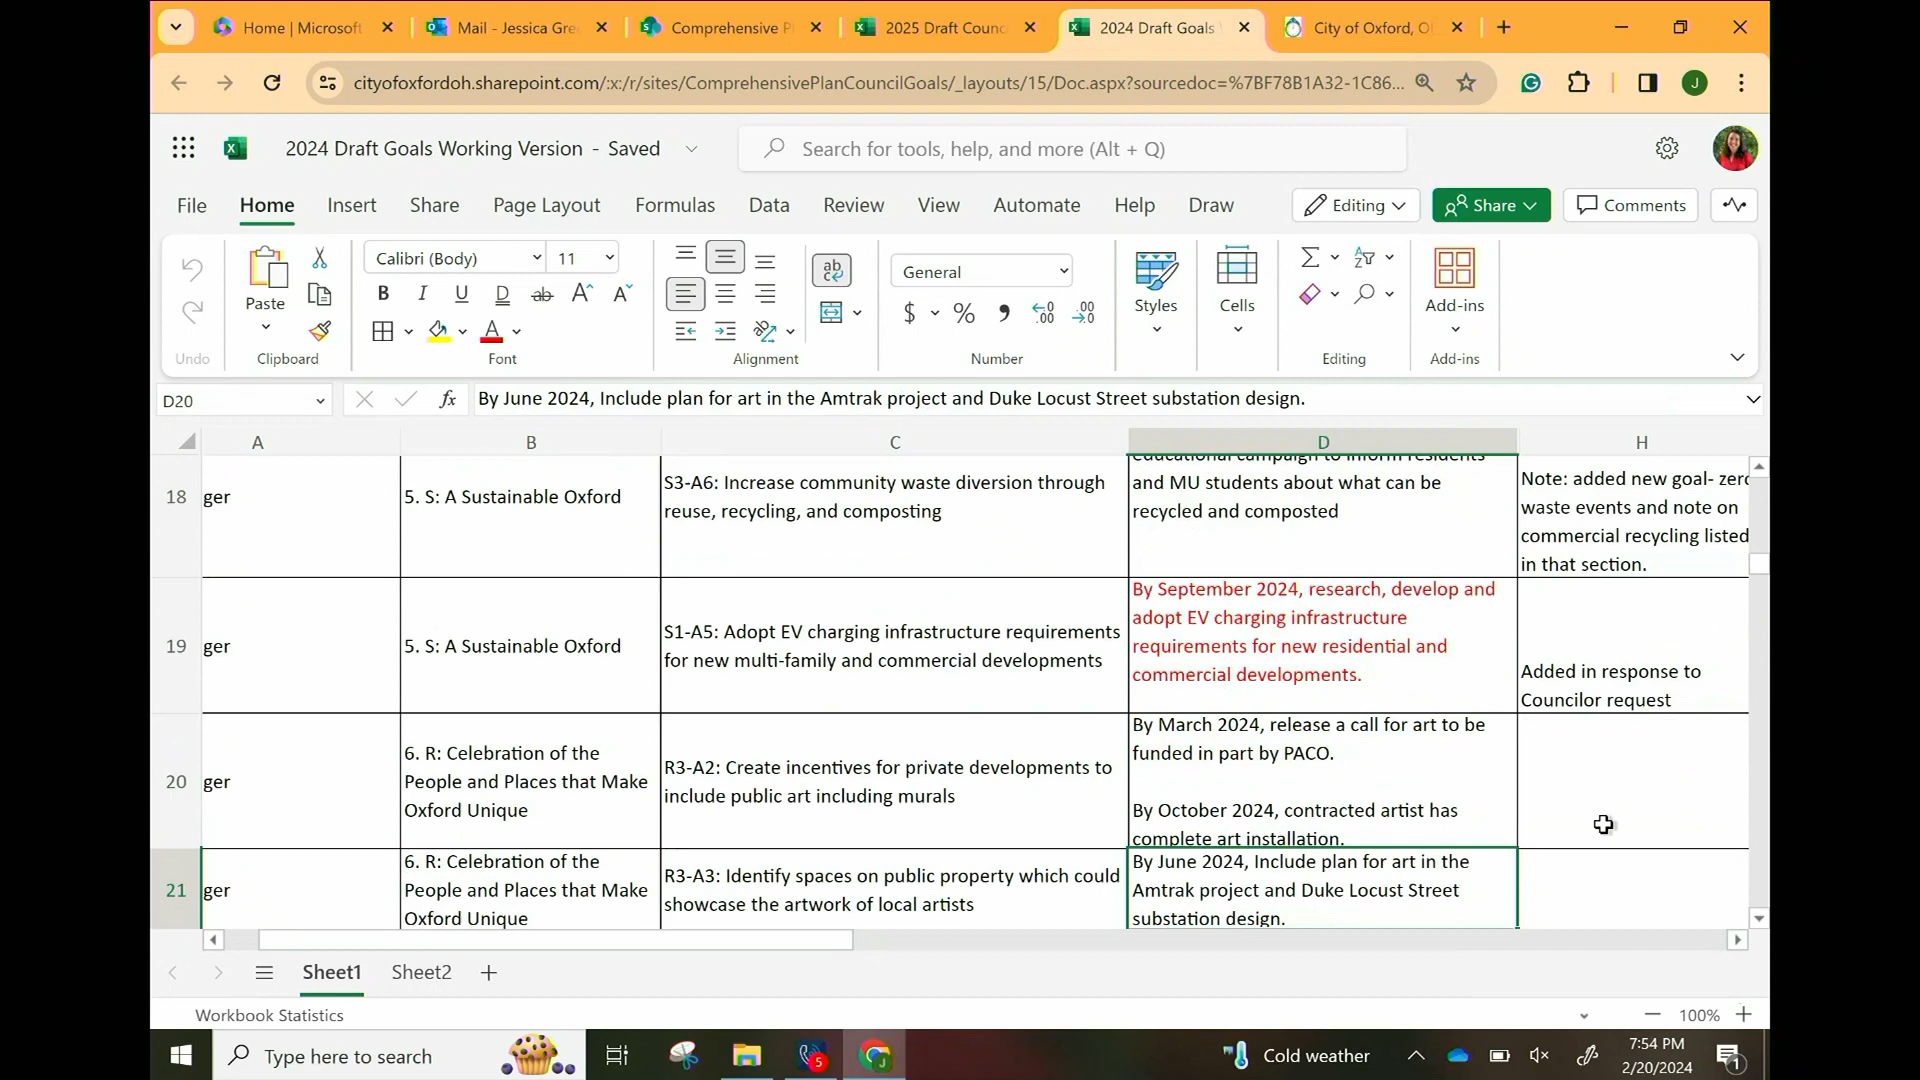 Home | Microsoft
Mail - Jessica Gre
Comprehensive P
2025 Draft Counc
2024 Draft Goals
City of Oxford, O
cityofoxfordoh.sharepoint.com/:x:/r/sites/ComprehensivePlanCouncilGoals/_layouts/15/Doc.aspx?sourcedoc=%7BF78B1A32-1C86...
J
2024 Draft Goals Working Version - Saved
Search for tools, help, and more (Alt + Q)
File
Home
Insert
Share
Page Layout
Formulas
Data
Review
View
Automate
Help
Draw
Editing
Share
Comments
Paste
Calibri (Body)
11
General
Styles
Cells
Add-ins
Undo
Clipboard
Font
Alignment
Number
Editing
Add-ins
D20
fx
By June 2024, Include plan for art in the Amtrak project and Duke Locust Street substation design.
A
B
C
D
H
18
ger
5. S: A Sustainable Oxford
S3-A6: Increase community waste diversion through
reuse, recycling, and composting
Educational campaign to inform residents
and MU students about what can be
recycled and composted
Note: added new goal- zero
waste events and note on
commercial recycling listed
in that section.
19
ger
5. S: A Sustainable Oxford
S1-A5: Adopt EV charging infrastructure requirements
for new multi-family and commercial developments
By September 2024, research, develop and
adopt EV charging infrastructure
requirements for new residential and
commercial developments.
Added in response to
Councilor request
20
ger
6. R: Celebration of the
People and Places that Make
Oxford Unique
R3-A2: Create incentives for private developments to
include public art including murals
By March 2024, release a call for art to be
funded in part by PACO.
By October 2024, contracted artist has
complete art installation.
21
ger
6. R: Celebration of the
People and Places that Make
Oxford Unique
R3-A3: Identify spaces on public property which could
showcase the artwork of local artists
By June 2024, Include plan for art in the
Amtrak project and Duke Locust Street
substation design.
Sheet1
Sheet2
Workbook Statistics
100%
Type here to search
5
Cold weather
7:54 PM
2/20/2024
1